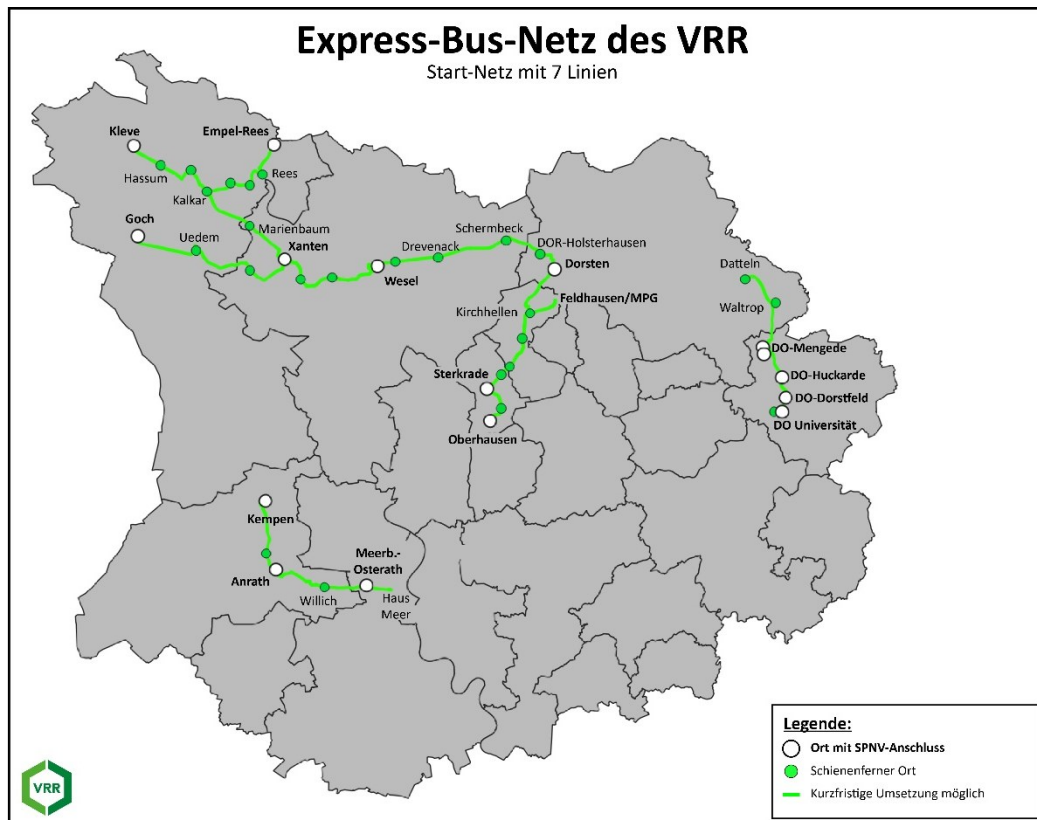 Express-Bus-Netz des VRR
Start-Netz mit 7 Linien
Kleve
Empel-Rees
Hassum
Rees
Kalkar
Goch
Marienbaum
Uedem
Xanten
Schermbeck
Drevenack
DOR-Holsterhausen
Wesel
Dorsten
Datteln
Feldhausen/MPG
Kirchhellen
Waltrop
DO-Mengede
Sterkrade
DO-Huckarde
DO-Dorstfeld
DO Universität
Oberhausen
Kempen
Meerb.-
Osterath
Anrath
Willich
Haus
Meer
Legende:
Ort mit SPNV-Anschluss
Schienenferner Ort
Kurzfristige Umsetzung möglich
VRR